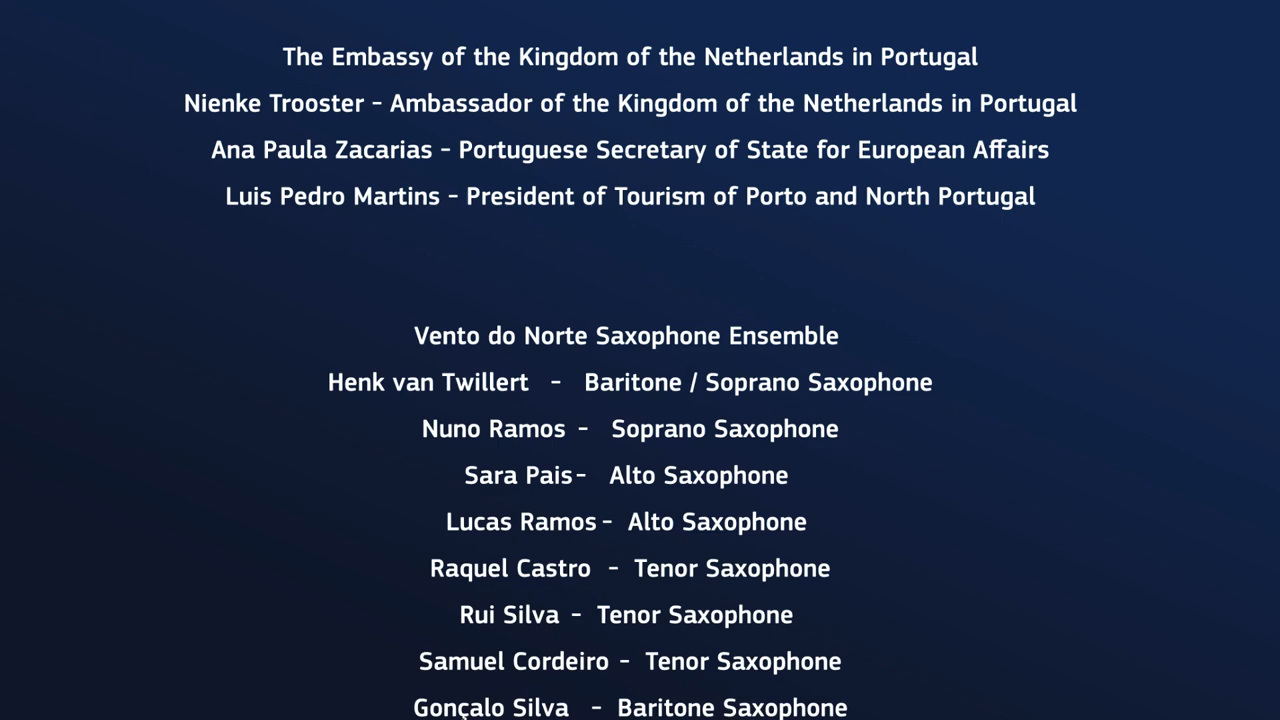 The Embassy of the Kingdom of the Netherlands in Portugal
Nienke Trooster - Ambassador of the Kingdom of the Netherlands in Portugal
Ana Paula Zacarias - Portuguese Secretary of State for European Affairs
Luis Pedro Martins - President of Tourism of Porto and North Portugal
Vento do Norte Saxophone Ensemble
Henk van Twillert - Baritone / Soprano Saxophone
Nuno Ramos - Soprano Saxophone
Sara Pais- Alto Saxophone
Lucas Ramos - Alto Saxophone
Raquel Castro - Tenor Saxophone
Rui Silva - Tenor Saxophone
Samuel Cordeiro - Tenor Saxophone
Gonçalo Silva - Baritone Saxophone